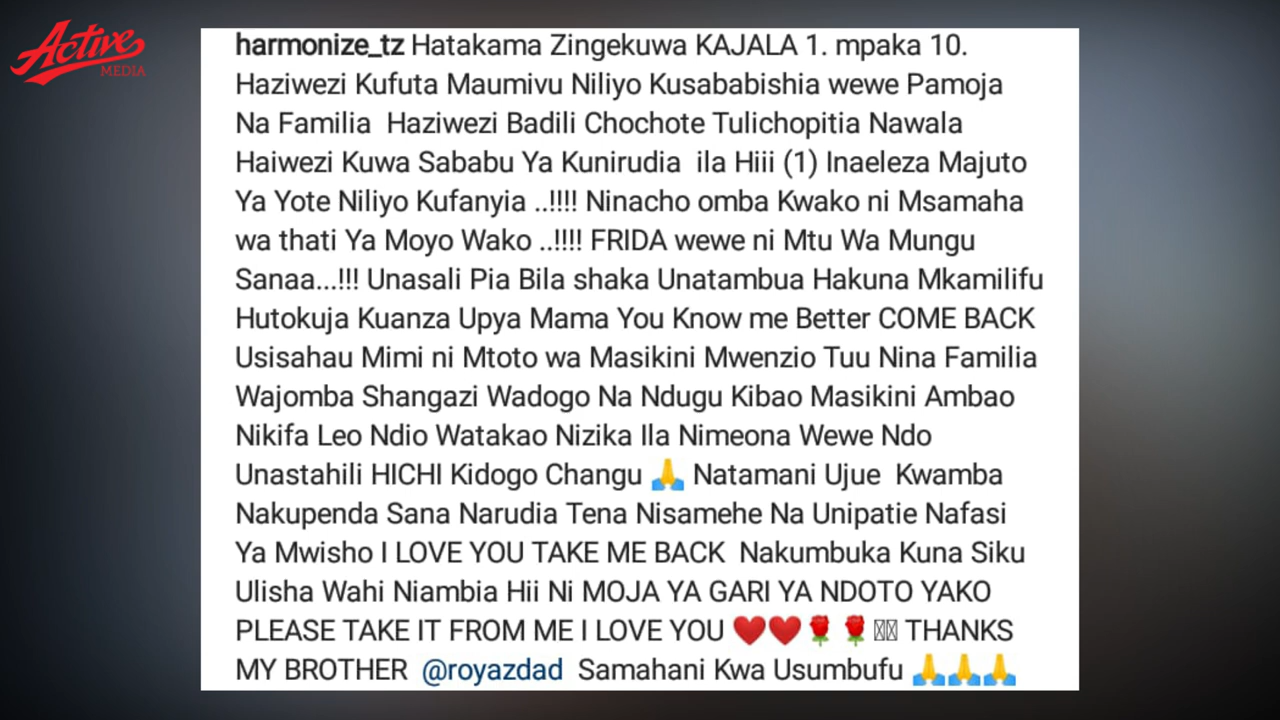 Active
MEDIA
harmonize_tz Hatakama Zingekuwa KAJALA 1. mpaka 10.
Haziwezi Kufuta Maumivu Niliyo Kusababishia wewe Pamoja
Na Familia Haziwezi Badili Chochote Tulichopitia Nawala
Haiwezi Kuwa Sababu Ya Kunirudia ila Hiii (1) Inaeleza Majuto
Ya Yote Niliyo Kufanyia ..!!!! Ninacho omba Kwako ni Msamaha
wa thati Ya Moyo Wako ..!!!! FRIDA wewe ni Mtu Wa Mungu
Sanaa...!!! Unasali Pia Bila shaka Unatambua Hakuna Mkamilifu
Hutokuja Kuanza Upya Mama You Know me Better COME BACK
Usisahau Mimi ni Mtoto wa Masikini Mwenzio Tuu Nina Familia
Wajomba Shangazi Wadogo Na Ndugu Kibao Masikini Ambao
Nikifa Leo Ndio Watakao Nizika Ila Nimeona Wewe Ndo
Unastahili HICHI Kidogo Changu 🙏 Natamani Ujue Kwamba
Nakupenda Sana Narudia Tena Nisamehe Na Unipatie Nafasi
Ya Mwisho I LOVE YOU TAKE ME BACK Nakumbuka Kuna Siku
Ulisha Wahi Niambia Hii Ni MOJA YA GARI YA NDOTO YAKO
PLEASE TAKE IT FROM ME I LOVE YOU ❤️❤️🌹🌹 THANKS
MY BROTHER @royazdad Samahani Kwa Usumbufu 🙏🙏🙏